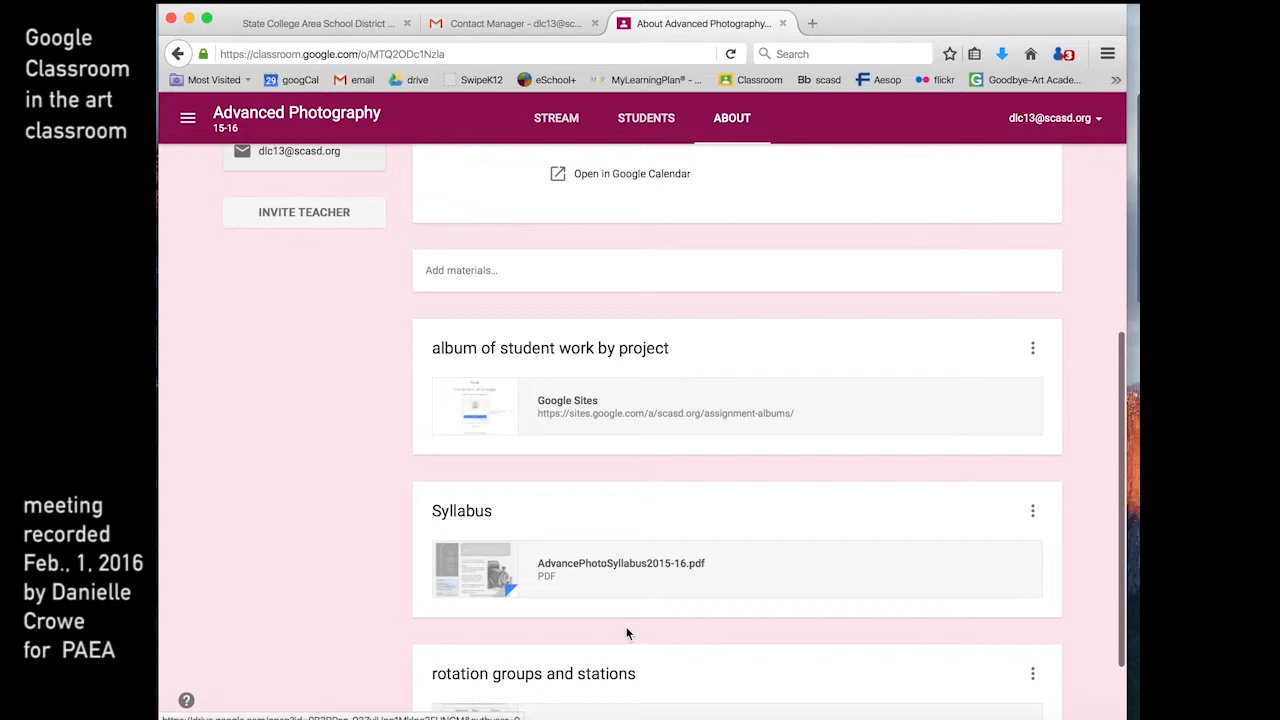 Google
Classroom
in the art
classroom
meeting
recorded
Feb., 1, 2016
by Danielle
Crowe
for PAEA
State College Area School District ...
Contact Manager - dlc13@sc...
About Advanced Photography...
https://classroom.google.com/o/MTQ2ODc1Nzla
Search
Most Visited
googCal
email
drive
SwipeK12
eSchool+
MyLearningPlan® - ...
Classroom
Bb scasd
Aesop
flickr
Goodbye-Art Acade...
Advanced Photography
15-16
STREAM
STUDENTS
ABOUT
dlc13@scasd.org
dlc13@scasd.org
INVITE TEACHER
Open in Google Calendar
Add materials...
album of student work by project
Google Sites
https://sites.google.com/a/scasd.org/assignment-albums/
Syllabus
AdvancePhotoSyllabus2015-16.pdf
PDF
rotation groups and stations